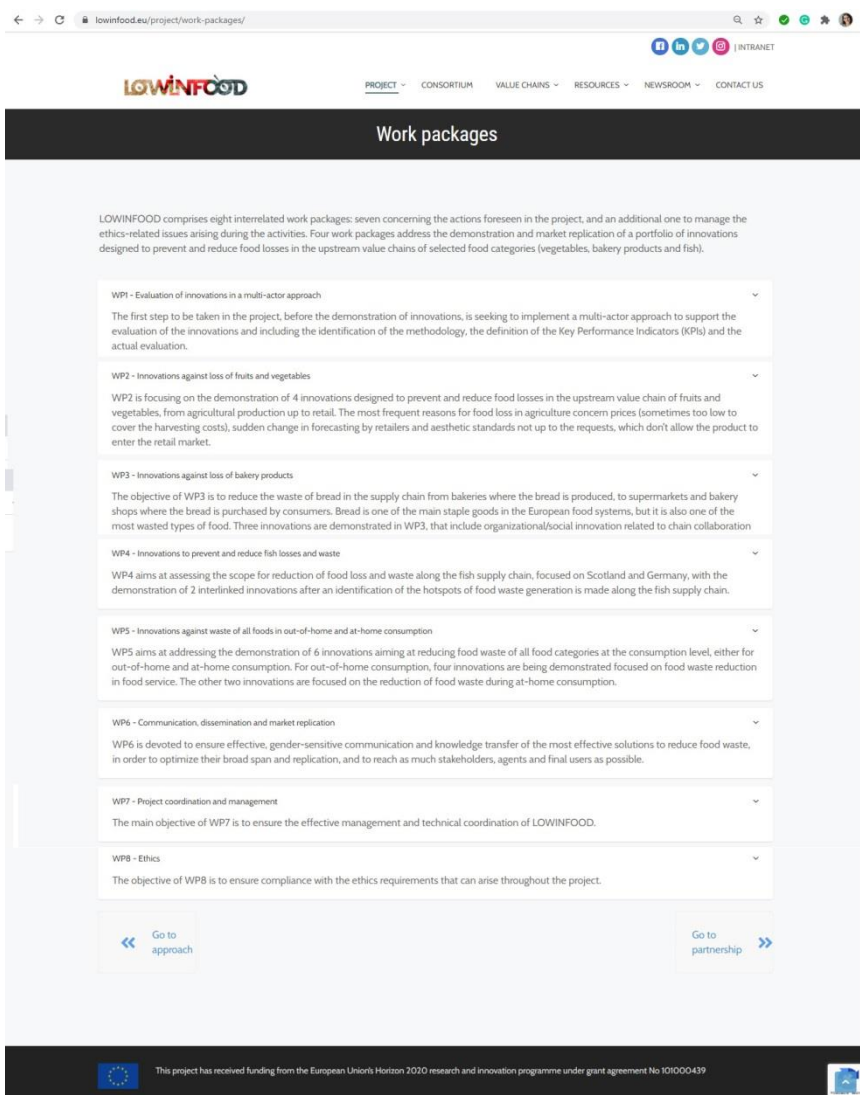 lowinfood.eu/project/work-packages/
| INTRANET
LOWINFOOD
PROJECT CONSORTIUM VALUE CHAINS RESOURCES NEWSROOM CONTACT US
Work packages
LOWINFOOD comprises eight interrelated work packages: seven concerning the actions foreseen in the project, and an additional one to manage the
ethics-related issues arising during the activities. Four work packages address the demonstration and market replication of a portfolio of innovations
designed to prevent and reduce food losses in the upstream value chains of selected food categories (vegetables, bakery products and fish).
WP1 - Evaluation of innovations in a multi-actor approach
The first step to be taken in the project, before the demonstration of innovations, is seeking to implement a multi-actor approach to support the
evaluation of the innovations and including the identification of the methodology, the definition of the Key Performance Indicators (KPIs) and the
actual evaluation.
WP2 - Innovations against loss of fruits and vegetables
WP2 is focusing on the demonstration of 4 innovations designed to prevent and reduce food losses in the upstream value chain of fruits and
vegetables, from agricultural production up to retail. The most frequent reasons for food loss in agriculture concern prices (sometimes too low to
cover the harvesting costs), sudden change in forecasting by retailers and aesthetic standards not up to the requests, which don't allow the product to
enter the retail market.
WP3 - Innovations against loss of bakery products
The objective of WP3 is to reduce the waste of bread in the supply chain from bakeries where the bread is produced, to supermarkets and bakery
shops where the bread is purchased by consumers. Bread is one of the main staple goods in the European food systems, but it is also one of the
most wasted types of food. Three innovations are demonstrated in WP3, that include organizational/social innovation related to chain collaboration
WP4 - Innovations to prevent and reduce fish losses and waste
WP4 aims at assessing the scope for reduction of food loss and waste along the fish supply chain, focused on Scotland and Germany, with the
demonstration of 2 interlinked innovations after an identification of the hotspots of food waste generation is made along the fish supply chain.
WP5 - Innovations against waste of all foods in out-of-home and at-home consumption
WP5 aims at addressing the demonstration of 6 innovations aiming at reducing food waste of all food categories at the consumption level, either for
out-of-home and at-home consumption. For out-of-home consumption, four innovations are being demonstrated focused on food waste reduction
in food service. The other two innovations are focused on the reduction of food waste during at-home consumption.
WP6 - Communication, dissemination and market replication
WP6 is devoted to ensure effective, gender-sensitive communication and knowledge transfer of the most effective solutions to reduce food waste,
in order to optimize their broad span and replication, and to reach as much stakeholders, agents and final users as possible.
WP7 - Project coordination and management
The main objective of WP7 is to ensure the effective management and technical coordination of LOWINFOOD.
WP8 - Ethics
The objective of WP8 is to ensure compliance with the ethics requirements that can arise throughout the project.
Go to
approach
Go to
partnership
This project has received funding from the European Union's Horizon 2020 research and innovation programme under grant agreement No 101000439